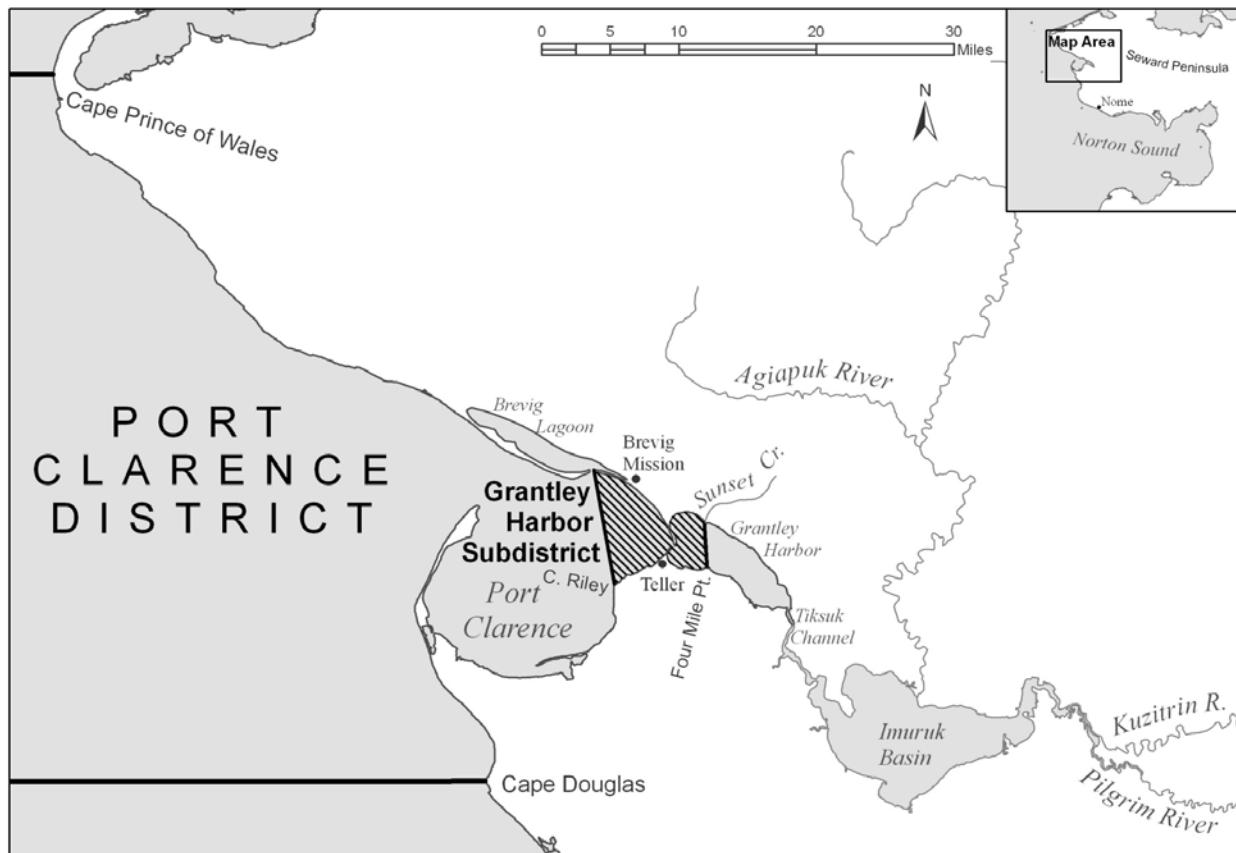 0 5 10 20 30
Miles
N
Map Area
Seward Peninsula
Nome
Norton Sound
Cape Prince of Wales
PORT
CLARENCE
DISTRICT
Agiapuk River
Brevig
Lagoon
Brevig
Mission
Sunset Cr.
Grantley
Harbor
Subdistrict
Grantley
Harbor
C. Riley
Teller
Port
Clarence
Four Mile Pt.
Tiksuk
Channel
Imuruk
Basin
Kuzitrin R.
Pilgrim River
Cape Douglas